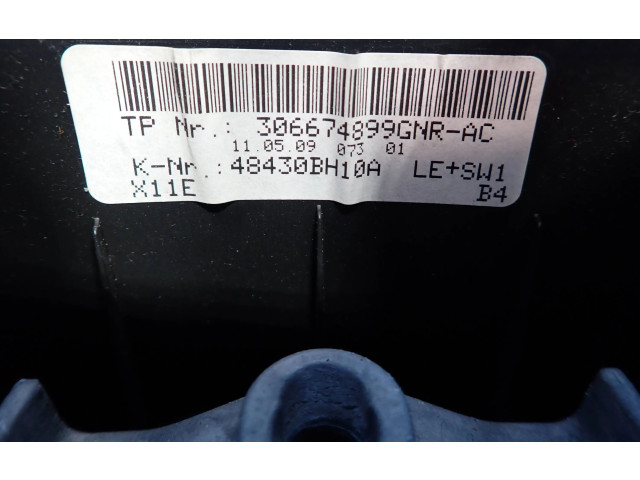 TP Nr.: 306674899GNR-AC
11.05.09 073 01
K-Nr.: 48430BH10A LE+SW1
X11E B4